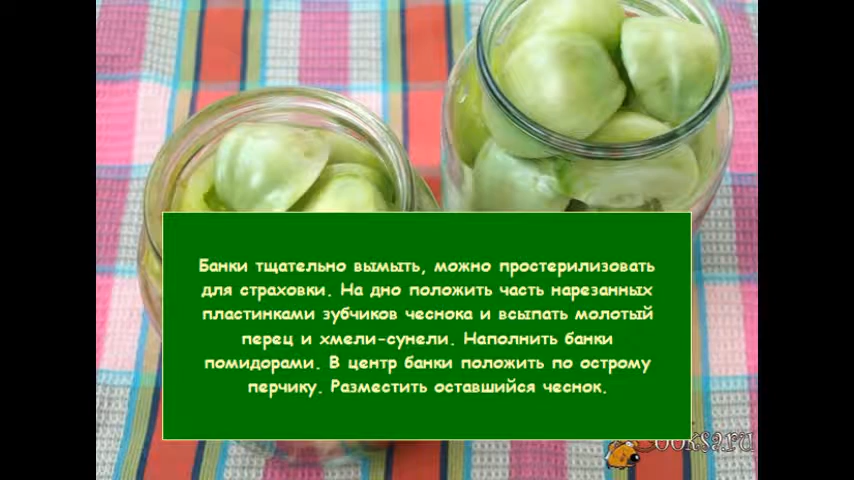 Банки тщательно вымыть, можно простерилизовать
для страховки. На дно положить часть нарезанных
пластинками зубчиков чеснока и всыпать молотый
перец и хмели-сунели. Наполнить банки
помидорами. В центр банки положить по острому
перчику. Разместить оставшийся чеснок.